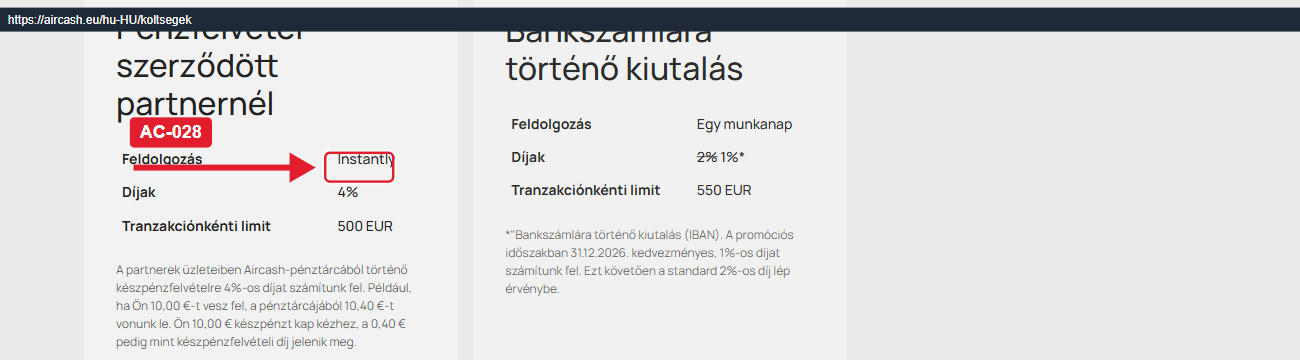 https://aircash.eu/hu-HU/koltsegek
Pénzfelvétel
szerződött
partnernél
AC-028
Feldolgozás Instantly
Díjak 4%
Tranzakciónkénti limit 500 EUR
A partnerek üzleteiben Aircash-pénztárcából történő
készpénzfelvételre 4%-os díjat számítunk fel. Például,
ha Ön 10,00 €-t vesz fel, a pénztárcájából 10,40 €-t
vonunk le. Ön 10,00 € készpénzt kap kézhez, a 0,40 €
pedig mint készpénzfelvételi díj jelenik meg.
Bankszámlára
történő kiutalás
Feldolgozás Egy munkanap
Díjak 2% 1%*
Tranzakciónkénti limit 550 EUR
*"Bankszámlára történő kiutalás (IBAN). A promóciós
időszakban 31.12.2026. kedvezményes, 1%-os díjat
számítunk fel. Ezt követően a standard 2%-os díj lép
érvénybe.